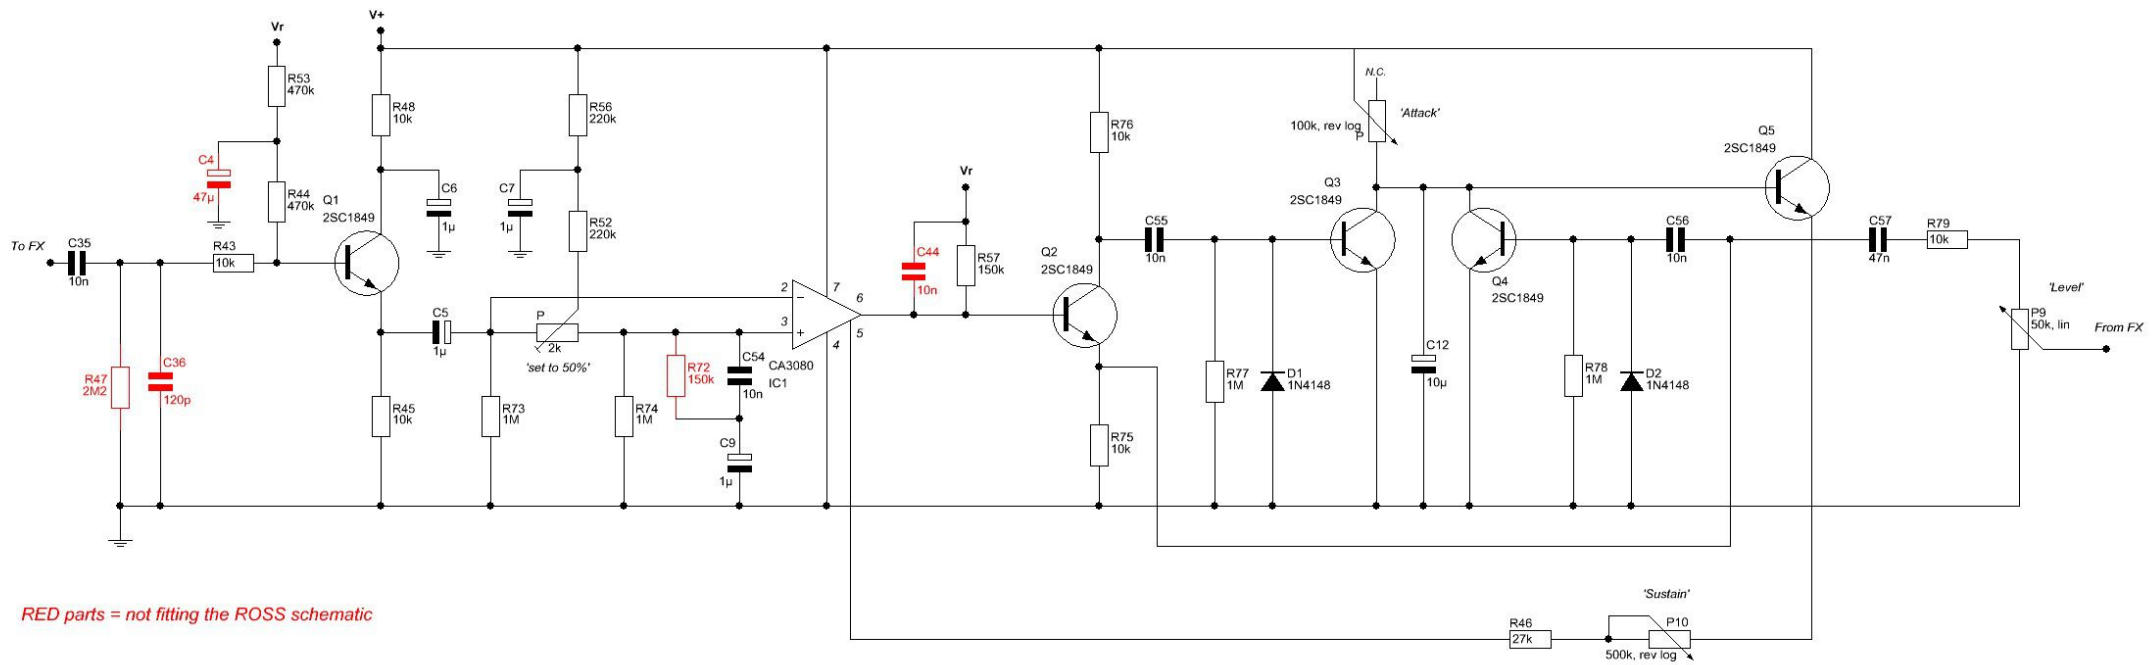 V+
Vr
R53
470k
R48
10k
R56
220k
N.C.
'Attack'
100k, rev log
P
R76
10k
Q5
2SC1849
C4
47µ
R44
470k
Q1
2SC1849
C6
1µ
C7
1µ
R52
220k
Vr
Q3
2SC1849
To FX
C35
10n
R43
10k
C44
10n
R57
150k
Q2
2SC1849
C55
10n
Q4
2SC1849
C56
10n
C57
47n
R79
10k
C5
1µ
P
2k
'set to 50%'
2
−
3
+
7
6
5
4
CA3080
IC1
'Level'
P9
50k, lin
From FX
R47
2M2
C36
120p
R45
10k
R73
1M
R74
1M
R72
150k
C54
10n
C9
1µ
R75
10k
R77
1M
D1
1N4148
C12
10µ
R78
1M
D2
1N4148
RED parts = not fitting the ROSS schematic
'Sustain'
R46
27k
P10
500k, rev log